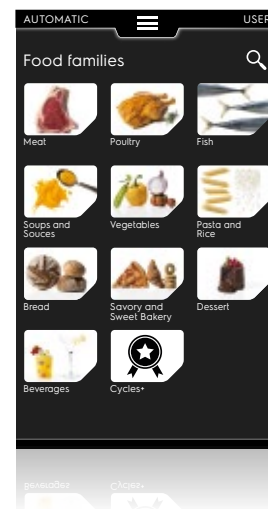 AUTOMATIC USER
Food families
Meat Poultry Fish
Soups and Souces Vegetables Pasta and Rice
Bread Savory and Sweet Bakery Dessert
Beverages Cycles+